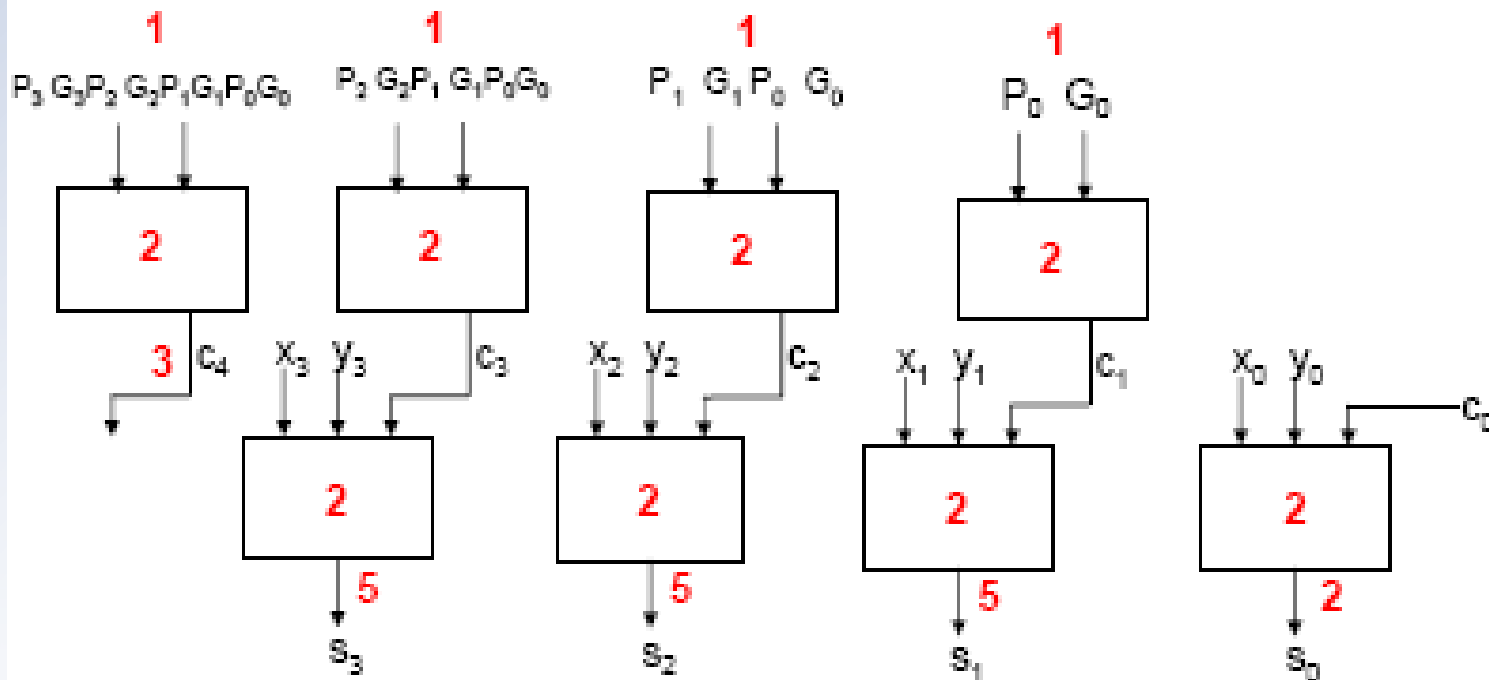 1 1 1 1
P₃ G₃P₂ G₂P₁G₁P₀G₀ P₂ G₂P₁ G₁P₀G₀ P₁ G₁ P₀ G₀ P₀ G₀
2 2 2 2
3 c₄ x₃ y₃ c₃ x₂ y₂ c₂ x₁ y₁ c₁ x₀ y₀ c₀
2 2 2 2
5 5 5 2
s₃ s₂ s₁ s₀